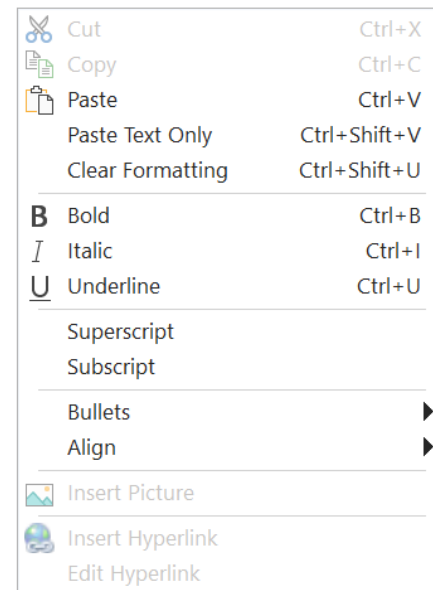 Cut Ctrl+X
Copy Ctrl+C
Paste Ctrl+V
Paste Text Only Ctrl+Shift+V
Clear Formatting Ctrl+Shift+U
B Bold Ctrl+B
I Italic Ctrl+I
U Underline Ctrl+U
Superscript
Subscript
Bullets
Align
Insert Picture
Insert Hyperlink
Edit Hyperlink